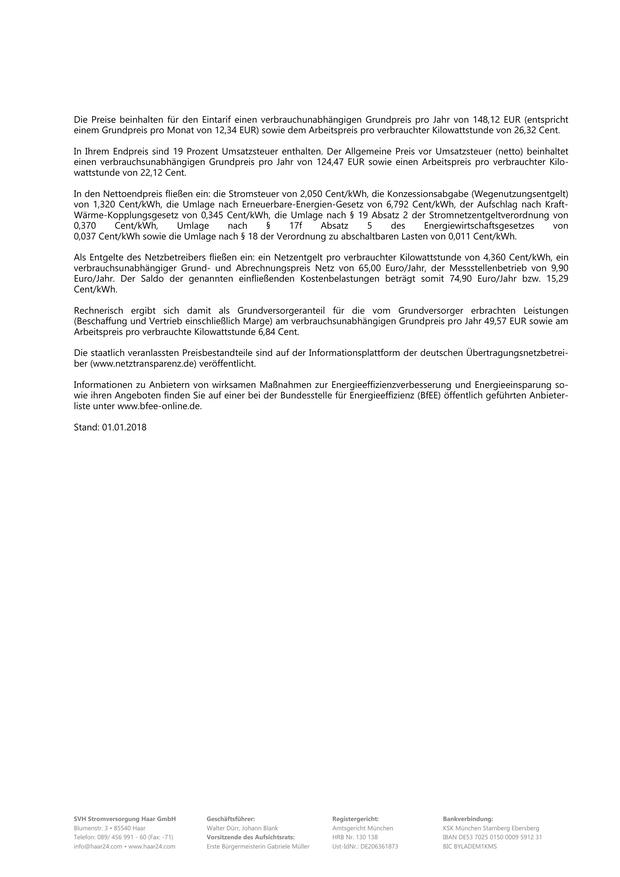 Die Preise beinhalten für den Eintarif einen verbrauchunabhängigen Grundpreis pro Jahr von 148,12 EUR (entspricht
einem Grundpreis pro Monat von 12,34 EUR) sowie dem Arbeitspreis pro verbrauchter Kilowattstunde von 26,32 Cent.
In Ihrem Endpreis sind 19 Prozent Umsatzsteuer enthalten. Der Allgemeine Preis vor Umsatzsteuer (netto) beinhaltet
einen verbrauchsunabhängigen Grundpreis pro Jahr von 124,47 EUR sowie einen Arbeitspreis pro verbrauchter Kilo-
wattstunde von 22,12 Cent.
In den Nettoendpreis fließen ein: die Stromsteuer von 2,050 Cent/kWh, die Konzessionsabgabe (Wegenutzungsentgelt)
von 1,320 Cent/kWh, die Umlage nach Erneuerbare-Energien-Gesetz von 6,792 Cent/kWh, der Aufschlag nach Kraft-
Wärme-Kopplungsgesetz von 0,345 Cent/kWh, die Umlage nach § 19 Absatz 2 der Stromnetzentgeltverordnung von
0,370 Cent/kWh, Umlage nach § 17f Absatz 5 des Energiewirtschaftsgesetzes von
0,037 Cent/kWh sowie die Umlage nach § 18 der Verordnung zu abschaltbaren Lasten von 0,011 Cent/kWh.
Als Entgelte des Netzbetreibers fließen ein: ein Netzentgelt pro verbrauchter Kilowattstunde von 4,360 Cent/kWh, ein
verbrauchsunabhängiger Grund- und Abrechnungspreis Netz von 65,00 Euro/Jahr, der Messstellenbetrieb von 9,90
Euro/Jahr. Der Saldo der genannten einfließenden Kostenbelastungen beträgt somit 74,90 Euro/Jahr bzw. 15,29
Cent/kWh.
Rechnerisch ergibt sich damit als Grundversorgeranteil für die vom Grundversorger erbrachten Leistungen
(Beschaffung und Vertrieb einschließlich Marge) am verbrauchsunabhängigen Grundpreis pro Jahr 49,57 EUR sowie am
Arbeitspreis pro verbrauchte Kilowattstunde 6,84 Cent.
Die staatlich veranlassten Preisbestandteile sind auf der Informationsplattform der deutschen Übertragungsnetzbetrei-
ber (www.netztransparenz.de) veröffentlicht.
Informationen zu Anbietern von wirksamen Maßnahmen zur Energieeffizienzverbesserung und Energieeinsparung so-
wie ihren Angeboten finden Sie auf einer bei der Bundesstelle für Energieeffizienz (BfEE) öffentlich geführten Anbieter-
liste unter www.bfee-online.de.
Stand: 01.01.2018
SVH Stromversorgung Haar GmbH
Blumenstr. 3 • 85540 Haar
Telefon: 089/ 456 991 - 60 (Fax: -71)
info@haar24.com • www.haar24.com
Geschäftsführer:
Walter Dürr, Johann Blank
Vorsitzende des Aufsichtsrats:
Erste Bürgermeisterin Gabriele Müller
Registergericht:
Amtsgericht München
HRB Nr. 130 138
Ust-IdNr.: DE206361873
Bankverbindung:
KSK München Starnberg Ebersberg
IBAN DE53 7025 0150 0009 5912 31
BIC BYLADEM1KMS